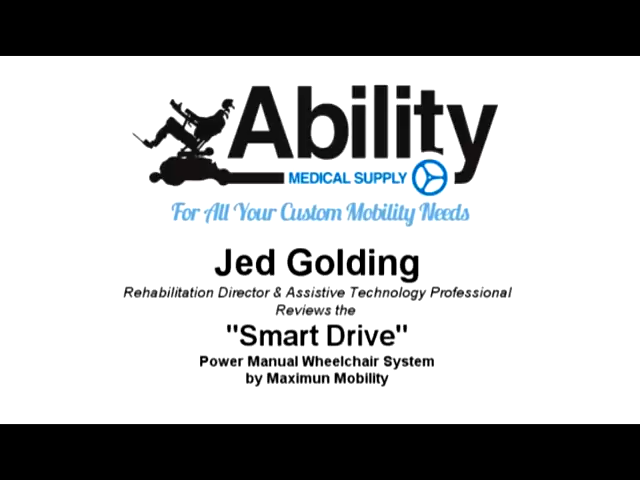 Ability
MEDICAL SUPPLY
For All Your Custom Mobility Needs
Jed Golding
Rehabilitation Director & Assistive Technology Professional
Reviews the
"Smart Drive"
Power Manual Wheelchair System
by Maximun Mobility